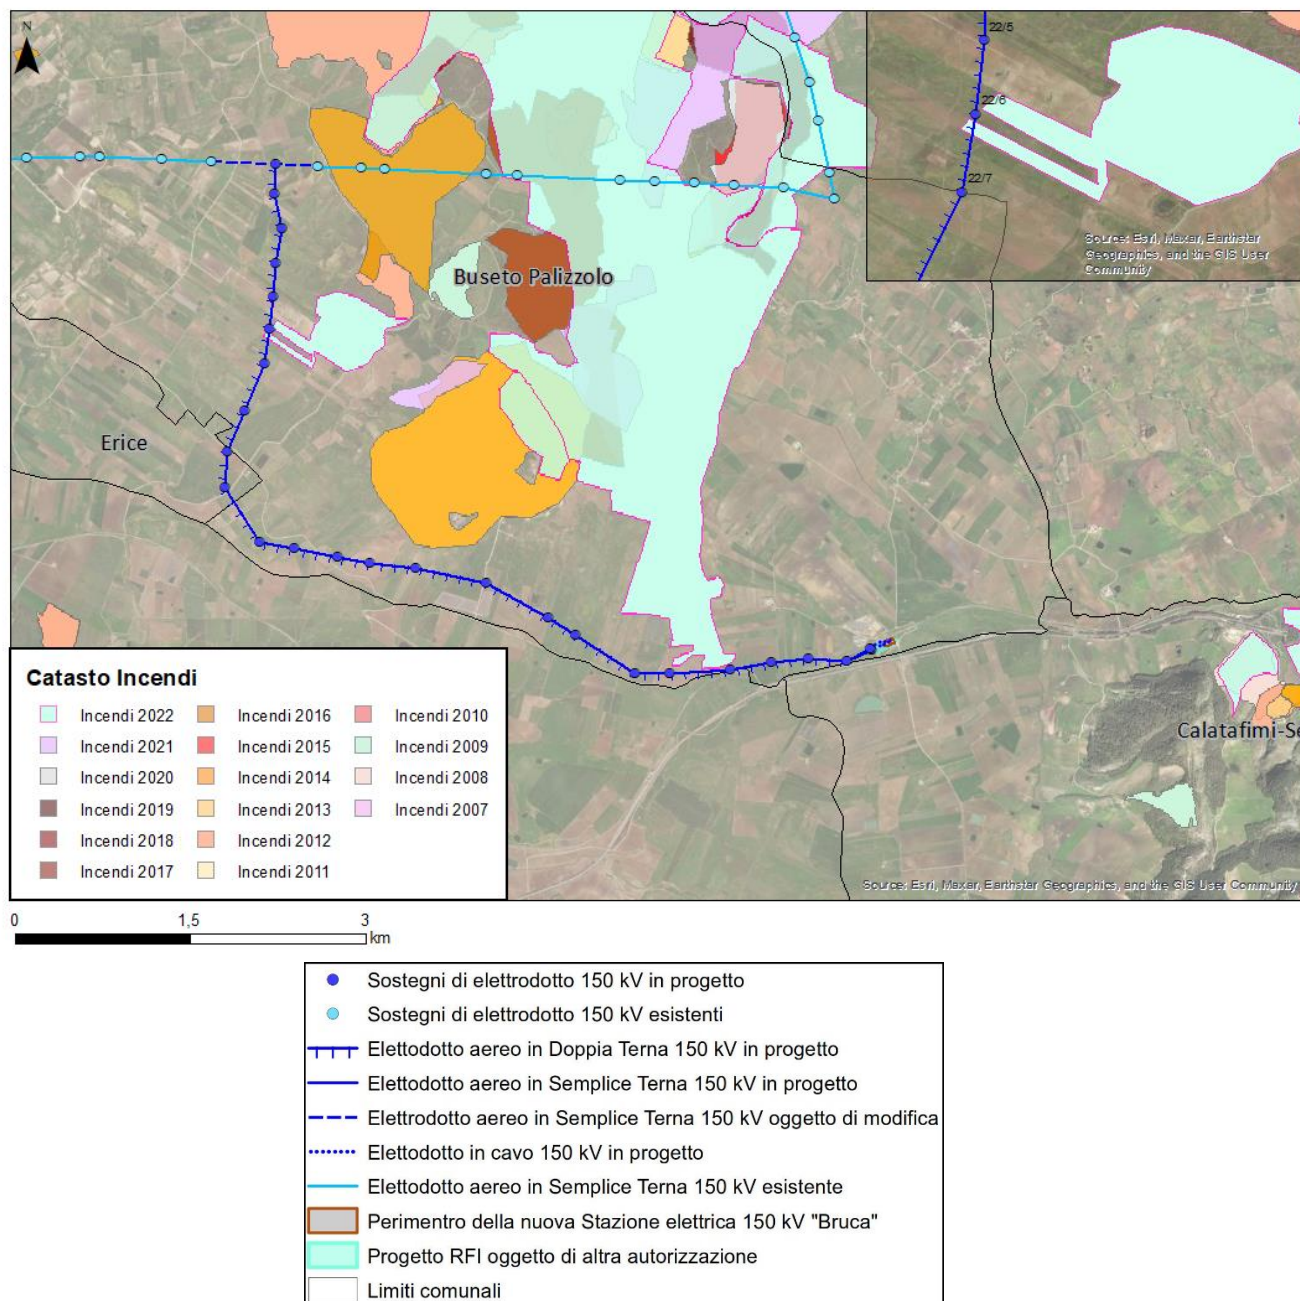 N
22/5
22/6
22/7
Source: Esri, Maxar, Earthstar
Geographics, and the GIS User
Community
Buseto Palizzolo
Erice
Calatafimi-Se
Catasto Incendi
Incendi 2022
Incendi 2021
Incendi 2020
Incendi 2019
Incendi 2018
Incendi 2017
Incendi 2016
Incendi 2015
Incendi 2014
Incendi 2013
Incendi 2012
Incendi 2011
Incendi 2010
Incendi 2009
Incendi 2008
Incendi 2007
Source: Esri, Maxar, Earthstar Geographics, and the GIS User Community
0 1,5 3
km
Sostegni di elettrodotto 150 kV in progetto
Sostegni di elettrodotto 150 kV esistenti
Elettodotto aereo in Doppia Terna 150 kV in progetto
Elettodotto aereo in Semplice Terna 150 kV in progetto
Elettrodotto aereo in Semplice Terna 150 kV oggetto di modifica
Elettodotto in cavo 150 kV in progetto
Elettodotto aereo in Semplice Terna 150 kV esistente
Perimentro della nuova Stazione elettrica 150 kV "Bruca"
Progetto RFI oggetto di altra autorizzazione
Limiti comunali